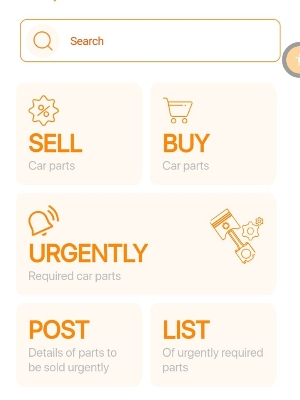 Search
SELL
Car parts
BUY
Car parts
URGENTLY
Required car parts
POST
Details of parts to
be sold urgently
LIST
Of urgently required
parts